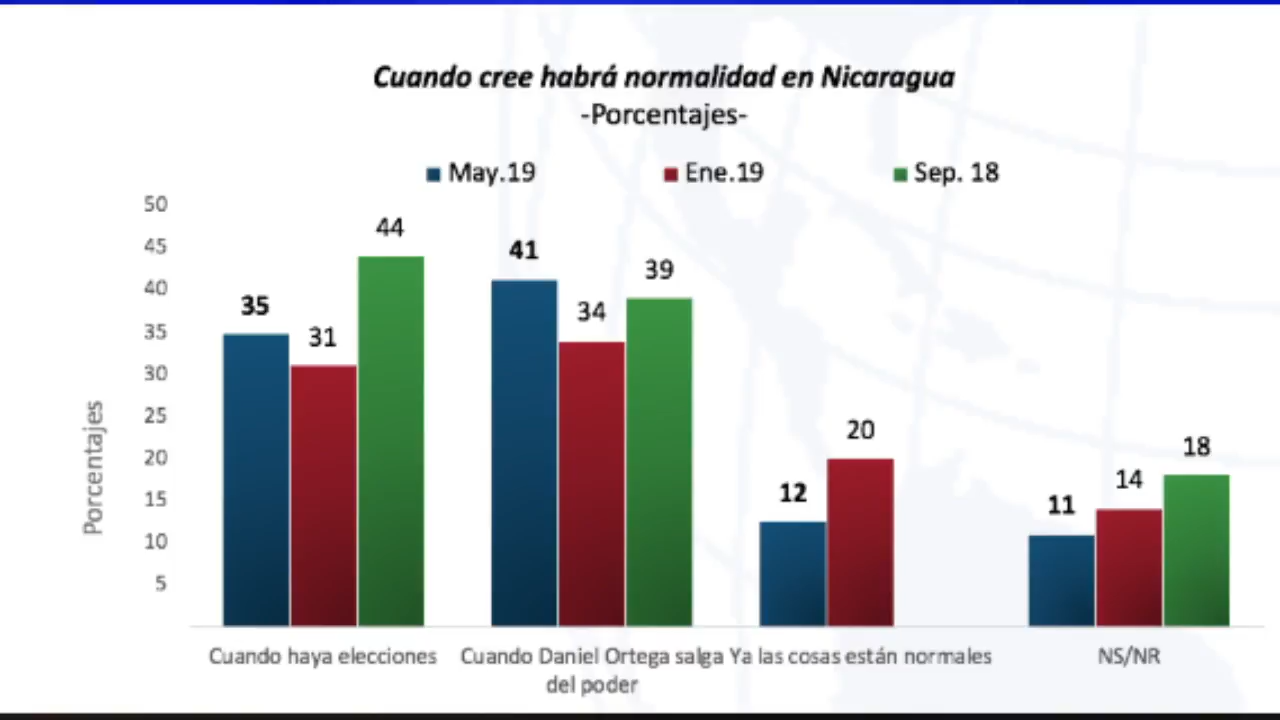 Cuando cree habrá normalidad en Nicaragua
-Porcentajes-
May.19 Ene.19 Sep. 18
50
45
40
35
30
25
20
15
10
5
Porcentajes
35 31 44
41 34 39
12 20
11 14 18
Cuando haya elecciones
Cuando Daniel Ortega salga
del poder
Ya las cosas están normales
NS/NR